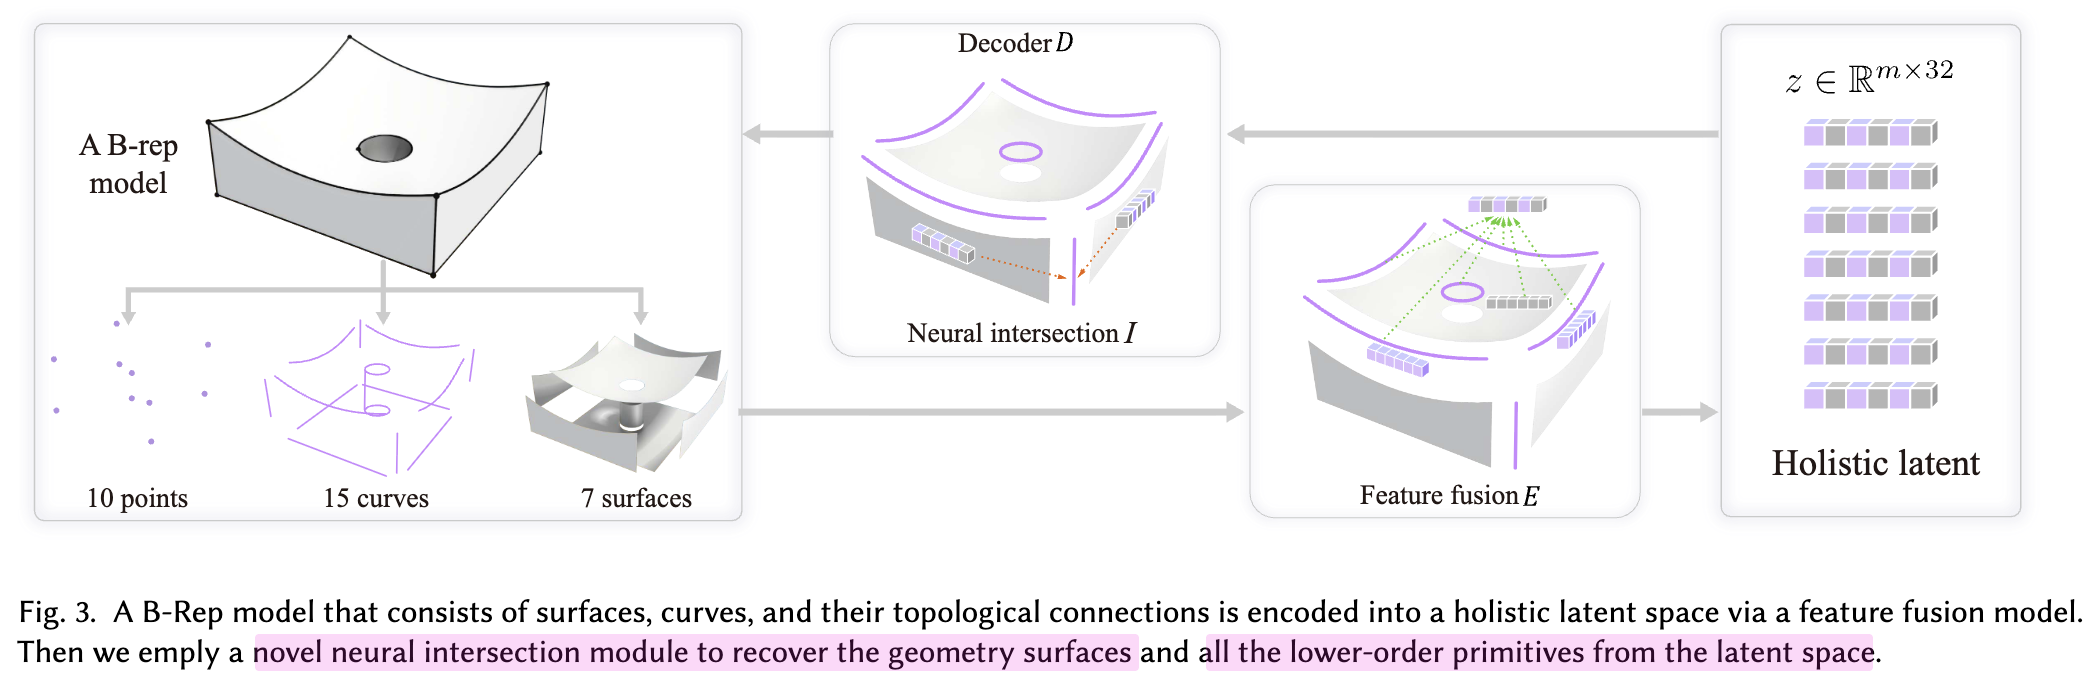 A B-rep
model
10 points
15 curves
7 surfaces
Decoder D
Neural intersection I
Feature fusion E
z ∈ ℝ^{m×32}
Holistic latent
Fig. 3. A B-Rep model that consists of surfaces, curves, and their topological connections is encoded into a holistic latent space via a feature fusion model.
Then we emply a novel neural intersection module to recover the geometry surfaces and all the lower-order primitives from the latent space.